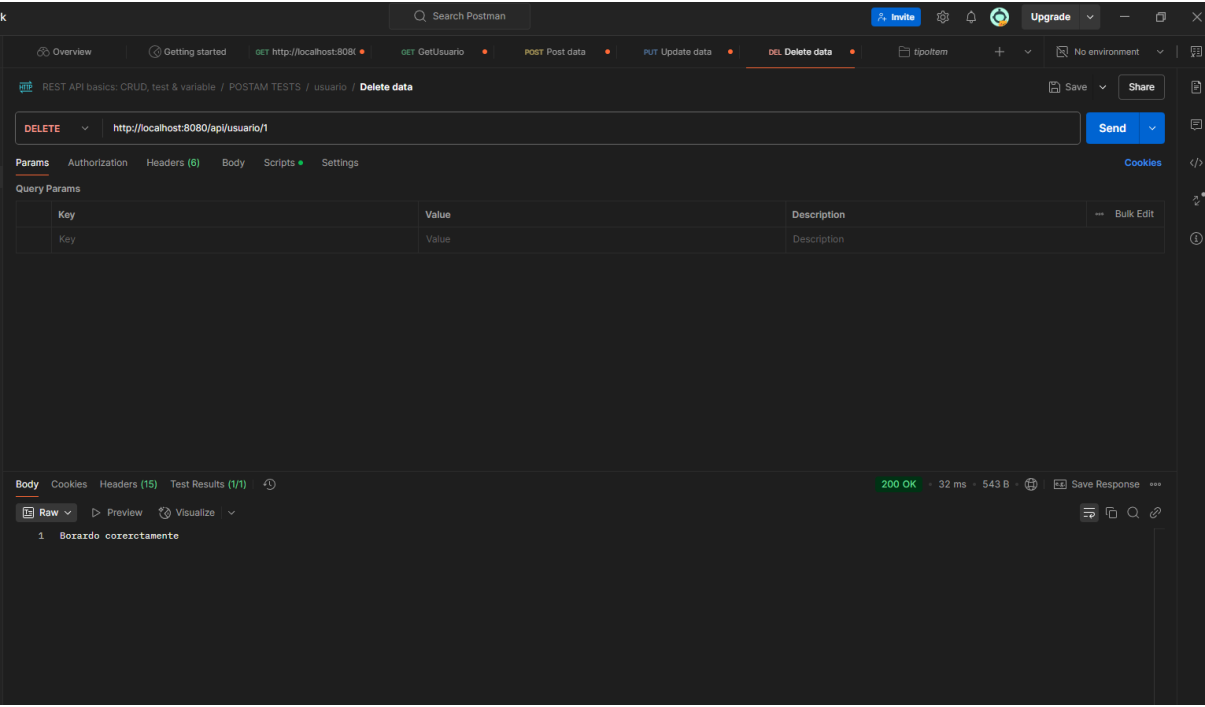 k
Search Postman
Invite
Upgrade
Overview
Getting started
GET http://localhost:808(
GET GetUsuario
POST Post data
PUT Update data
DEL Delete data
tipoItem
No environment
HTTP REST API basics: CRUD, test & variable / POSTAM TESTS / usuario / Delete data
Save
Share
DELETE
http://localhost:8080/api/usuario/1
Send
Params Authorization Headers (6) Body Scripts Settings
Cookies
Query Params
Key Value Description Bulk Edit
Key Value Description
Body Cookies Headers (15) Test Results (1/1)
200 OK 32 ms 543 B Save Response
Raw Preview Visualize
1 Borardo corerctamente